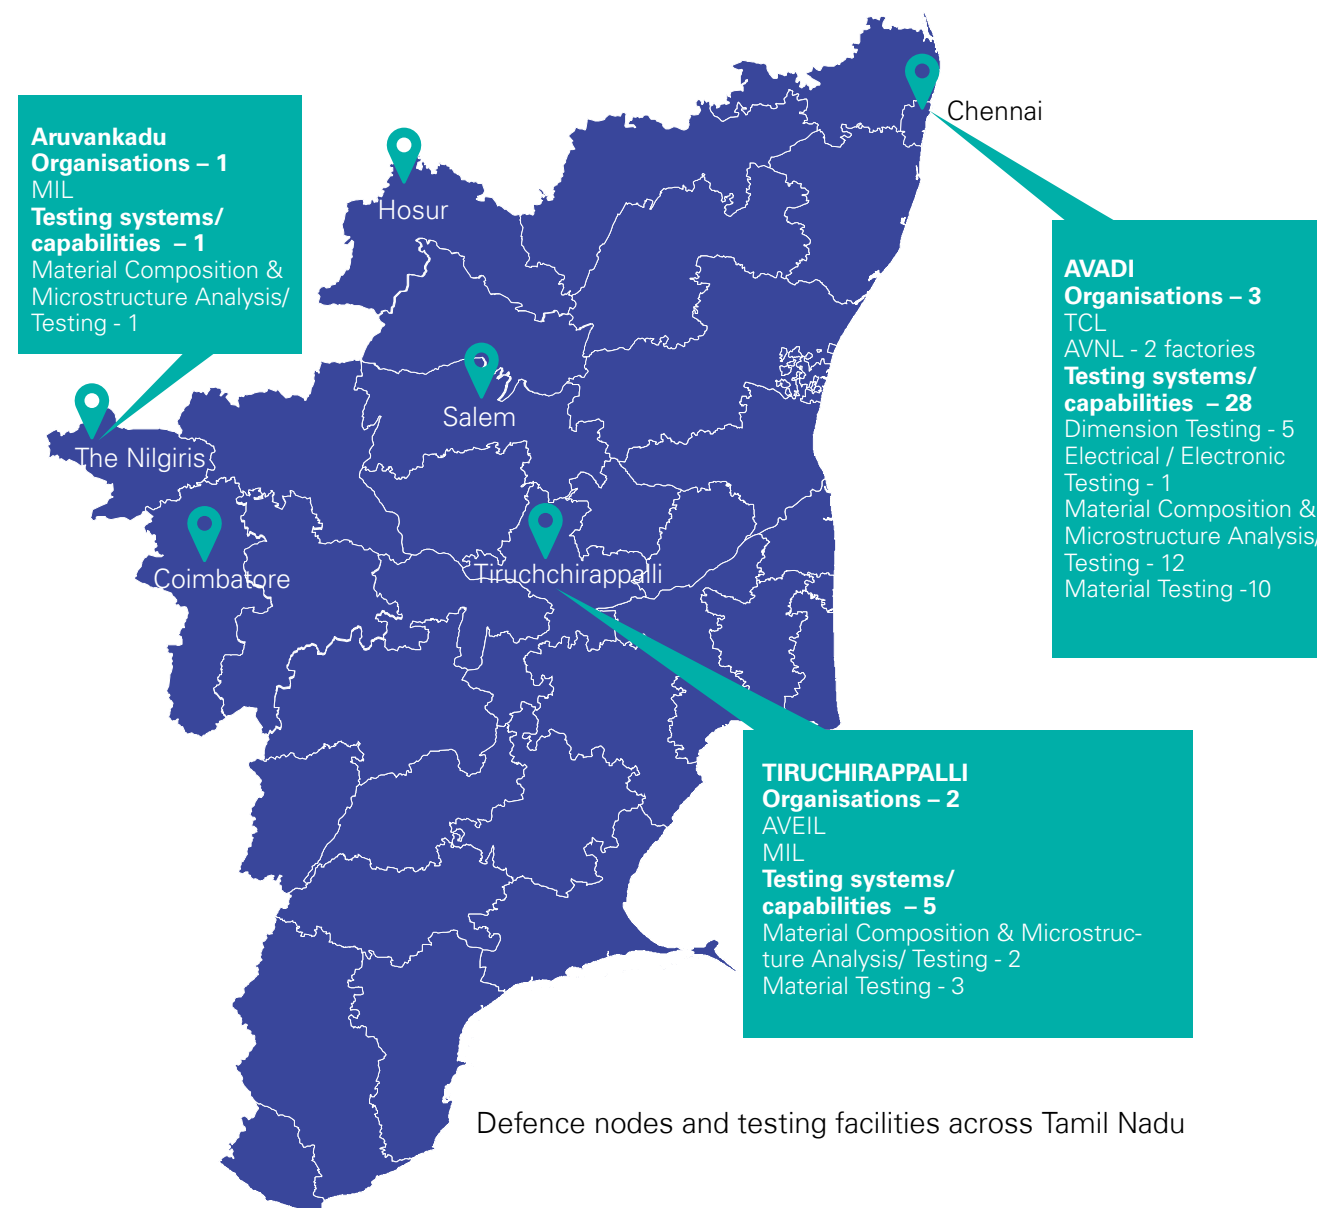 Chennai
Aruvankadu
Organisations – 1
MIL
Testing systems/
capabilities – 1
Material Composition &
Microstructure Analysis/
Testing - 1
Hosur
AVADI
Organisations – 3
TCL
AVNL - 2 factories
Testing systems/
capabilities – 28
Dimension Testing - 5
Electrical / Electronic
Testing - 1
Material Composition &
Microstructure Analysis/
Testing - 12
Material Testing -10
Salem
The Nilgiris
Coimbatore
Tiruchchirappalli
TIRUCHIRAPPALLI
Organisations – 2
AVEIL
MIL
Testing systems/
capabilities – 5
Material Composition & Microstruc-
ture Analysis/ Testing - 2
Material Testing - 3
Defence nodes and testing facilities across Tamil Nadu